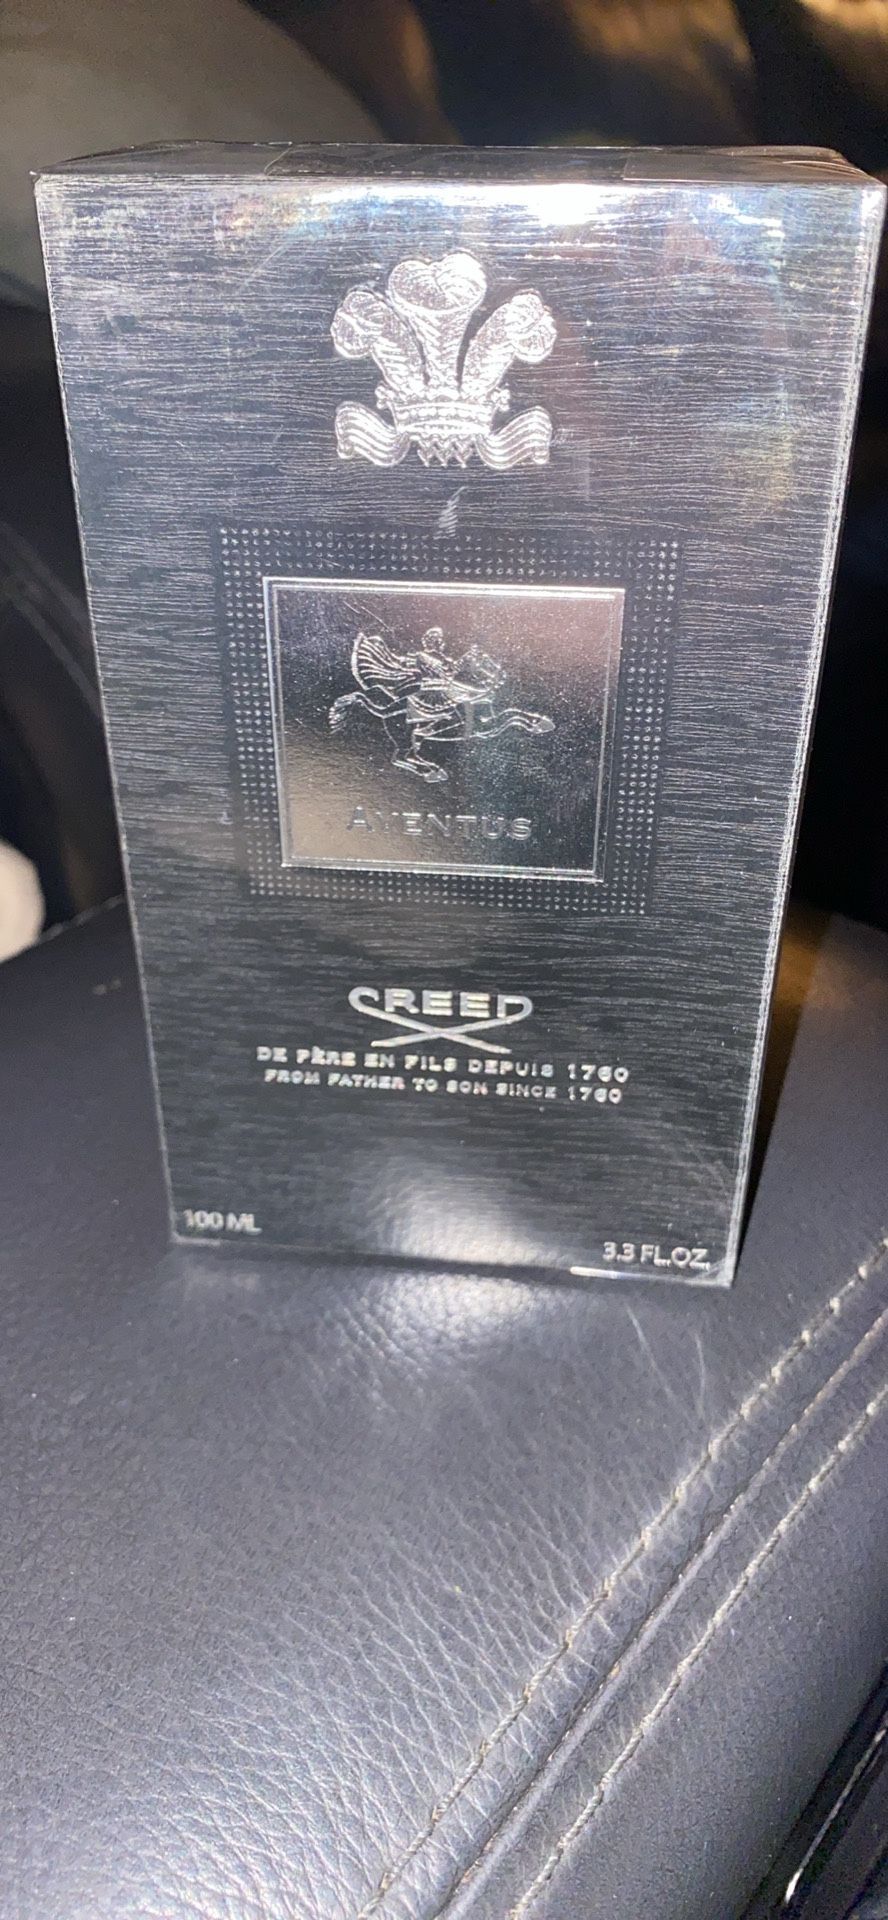 AVENTUS
CREED
DE PÈRE EN FILS DEPUIS 1760
FROM FATHER TO SON SINCE 1760
100 ML
3.3 FL.OZ.